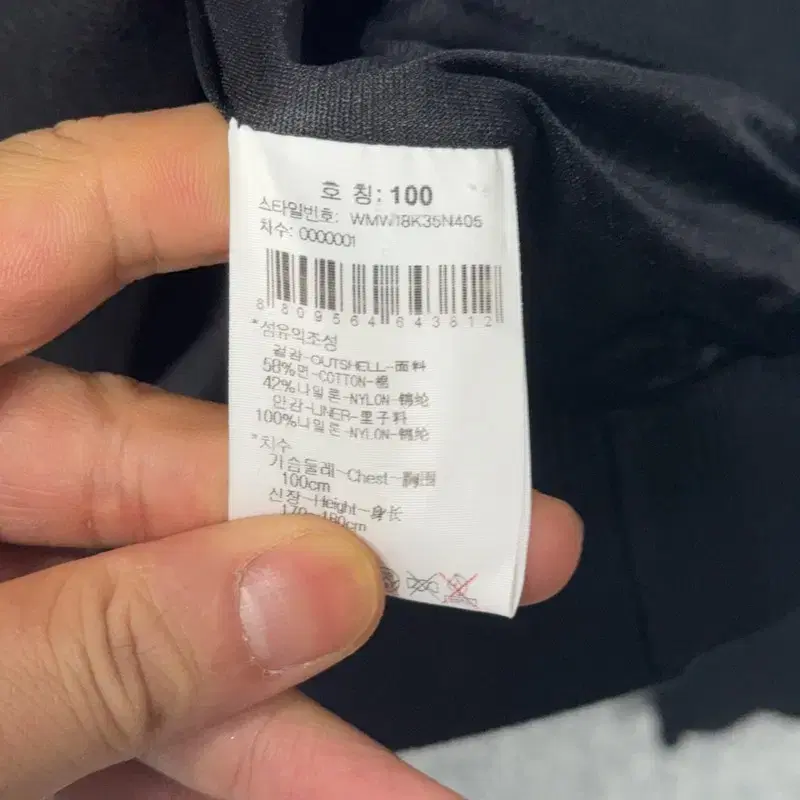 호 칭: 100
스타일번호: WMW18K35N405
차수: 0000001
8 809564 643812
*섬유의조성
겉감-OUTSHELL-面料
58%면-COTTON-棉
42%나일론-NYLON-锦纶
안감-LINER-里子料
100%나일론-NYLON-锦纶
*치수
가슴둘레-Chest-胸围
100cm
신장-Height-身长
170-180cm